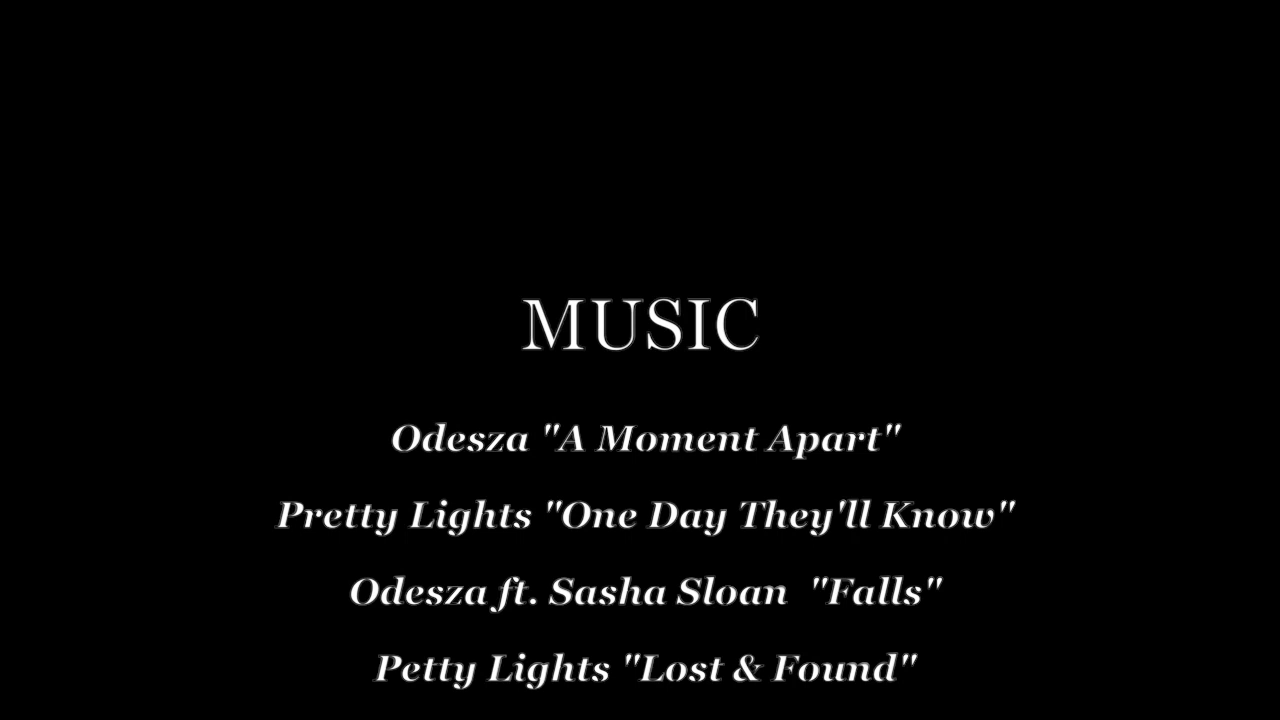 MUSIC
Odesza "A Moment Apart"
Pretty Lights "One Day They'll Know"
Odesza ft. Sasha Sloan "Falls"
Petty Lights "Lost & Found"